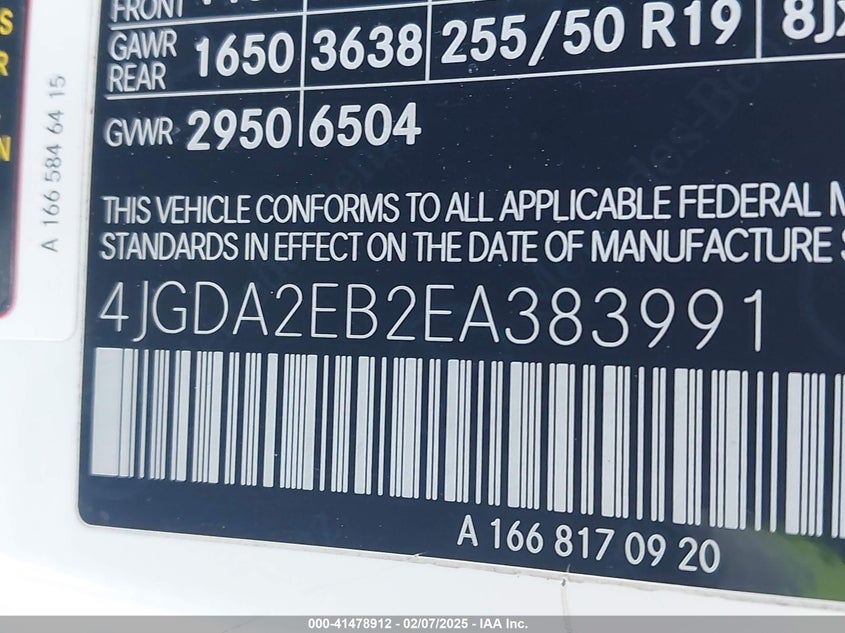 FRONT
GAWR REAR 1650 3638 255/50 R19 8Jx
GVWR 2950 6504
THIS VEHICLE CONFORMS TO ALL APPLICABLE FEDERAL M
STANDARDS IN EFFECT ON THE DATE OF MANUFACTURE S
4JGDA2EB2EA383991
A 166 817 09 20
A 166 584 64 15
S
R
N
000-41478912 - 02/07/2025 - IAA Inc.